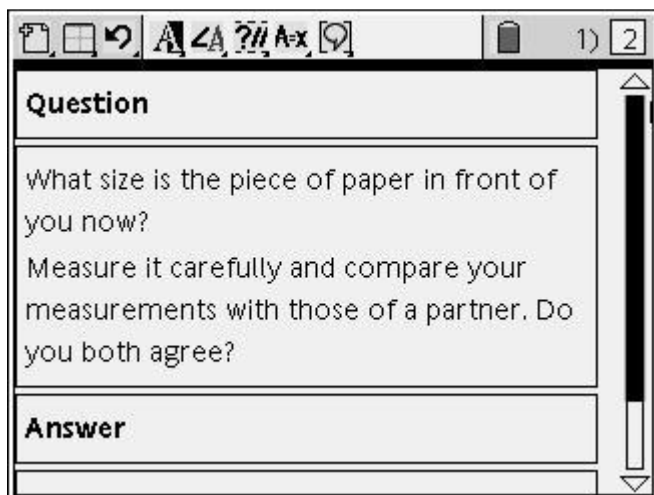 1) 2
Question
What size is the piece of paper in front of
you now?
Measure it carefully and compare your
measurements with those of a partner. Do
you both agree?
Answer